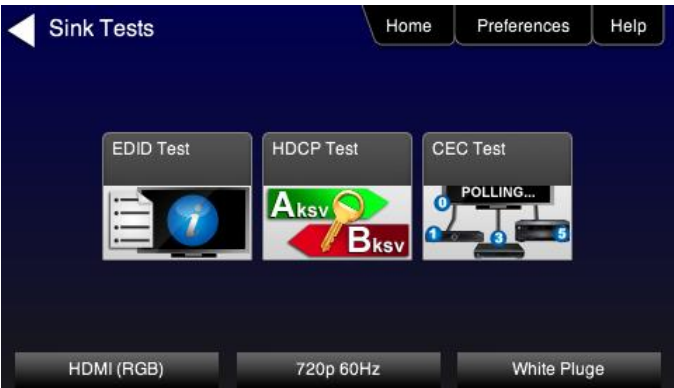 Sink Tests
Home
Preferences
Help
EDID Test
HDCP Test
CEC Test
i
Aksv
Bksv
POLLING...
0
1
3
5
HDMI (RGB)
720p 60Hz
White Pluge